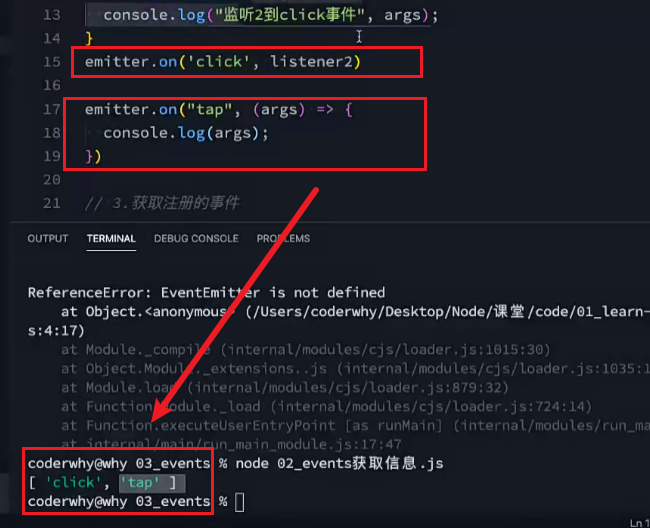 13 console.log("监听2到click事件", args);
14 }
15 emitter.on('click', listener2)
16
17 emitter.on("tap", (args) => {
18 console.log(args);
19 })
20
21 // 3.获取注册的事件
OUTPUT TERMINAL DEBUG CONSOLE PROBLEMS
ReferenceError: EventEmitter is not defined
at Object.<anonymous> (/Users/coderwhy/Desktop/Node/课堂/code/01_learn-
s:4:17)
at Module._compile (internal/modules/cjs/loader.js:1015:30)
at Object.Module._extensions..js (internal/modules/cjs/loader.js:1035:1
at Module.load (internal/modules/cjs/loader.js:879:32)
at Function.Module._load (internal/modules/cjs/loader.js:724:14)
at Function.executeUserEntryPoint [as runMain] (internal/modules/run_ma
at internal/main/run_main_module.js:17:47
coderwhy@why 03_events % node 02_events获取信息.js
[ 'click', 'tap' ]
coderwhy@why 03_events %
Ln 1